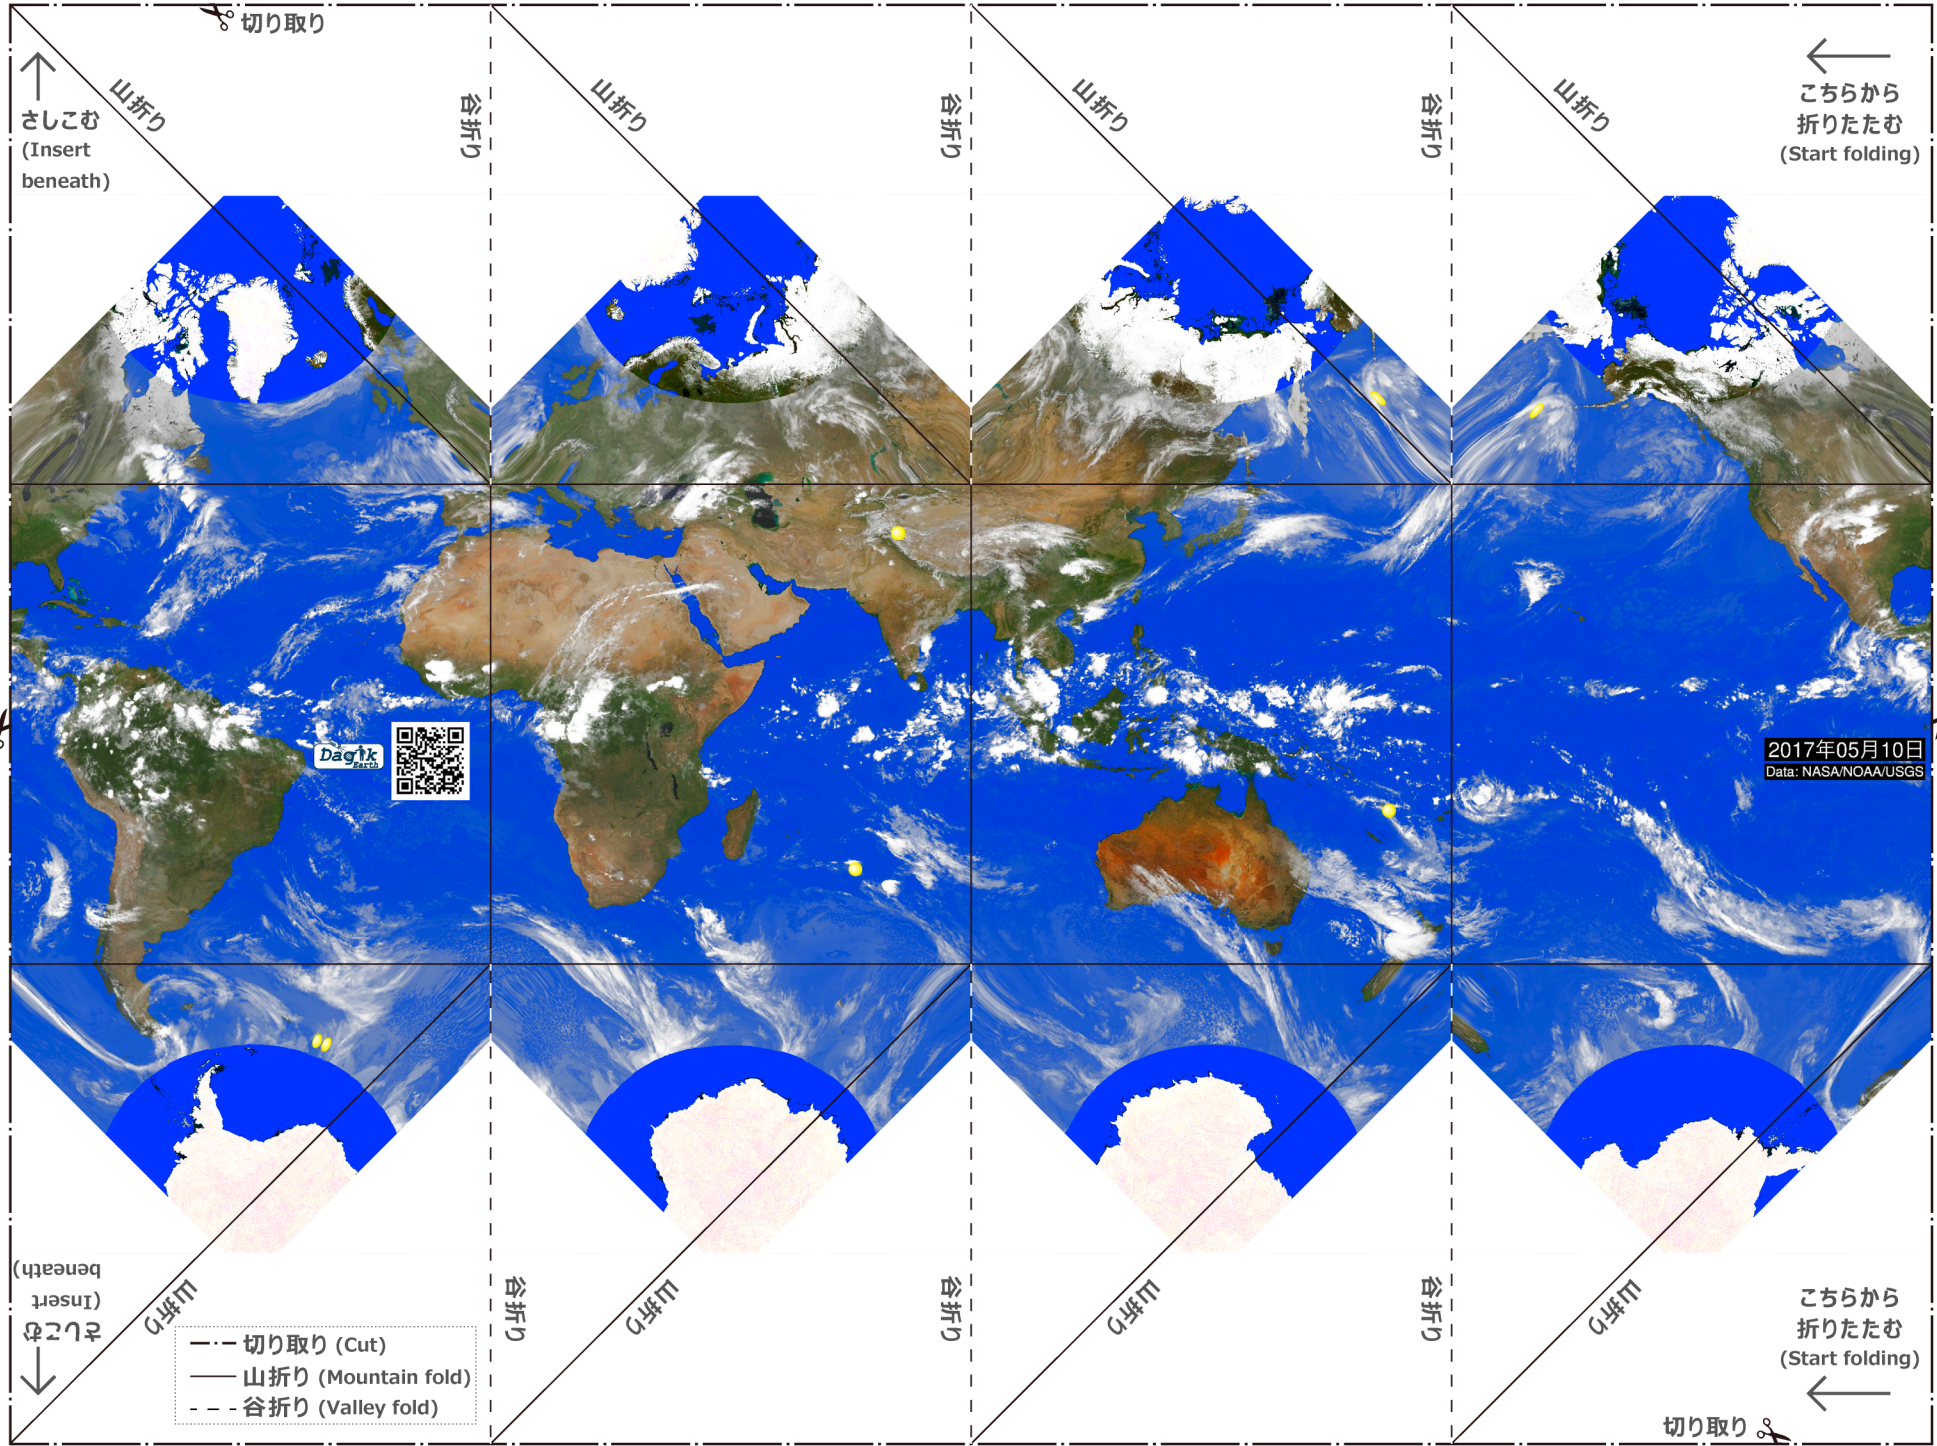 切り取り
山折り
山折り
山折り
山折り
さしこむ
(Insert
beneath)
谷折り
谷折り
谷折り
こちらから
折りたたむ
(Start folding)
Dagik
Earth
2017年05月10日
Data: NASA/NOAA/USGS
さしこむ
(Insert
beneath)
山折り
山折り
山折り
山折り
谷折り
谷折り
谷折り
こちらから
折りたたむ
(Start folding)
切り取り (Cut)
山折り (Mountain fold)
谷折り (Valley fold)
切り取り